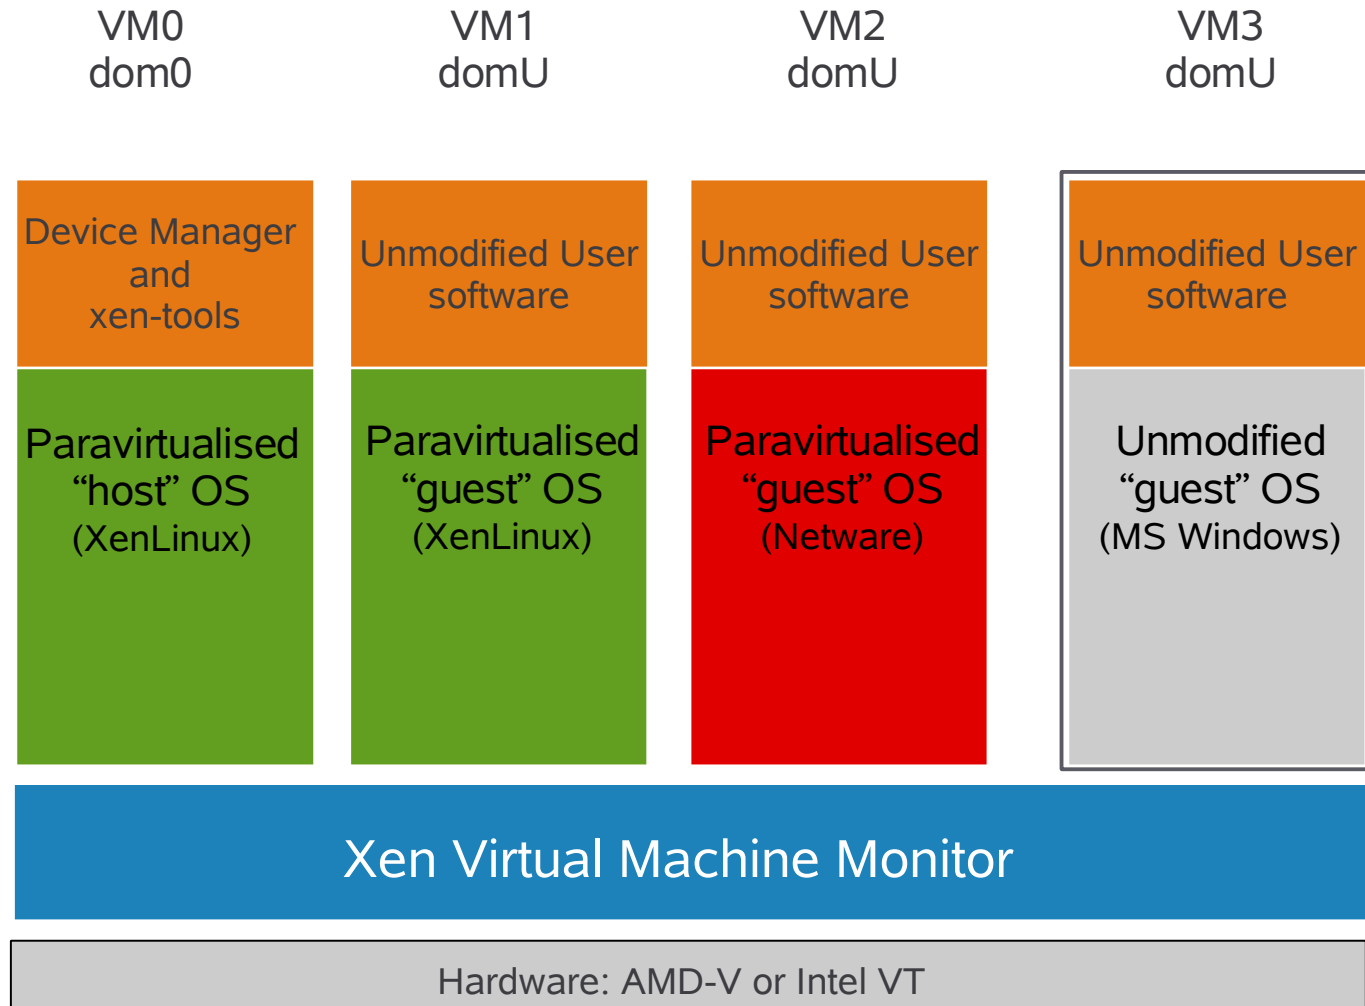 VM0
dom0
VM1
domU
VM2
domU
VM3
domU
Device Manager
and
xen-tools
Unmodified User
software
Unmodified User
software
Unmodified User
software
Paravirtualised
“host” OS
(XenLinux)
Paravirtualised
“guest” OS
(XenLinux)
Paravirtualised
“guest” OS
(Netware)
Unmodified
“guest” OS
(MS Windows)
Xen Virtual Machine Monitor
Hardware: AMD-V or Intel VT